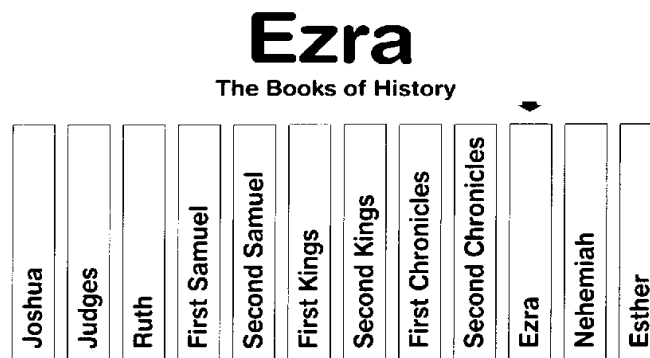 Ezra
The Books of History
Joshua
Judges
Ruth
First Samuel
Second Samuel
First Kings
Second Kings
First Chronicles
Second Chronicles
Ezra
Nehemiah
Esther